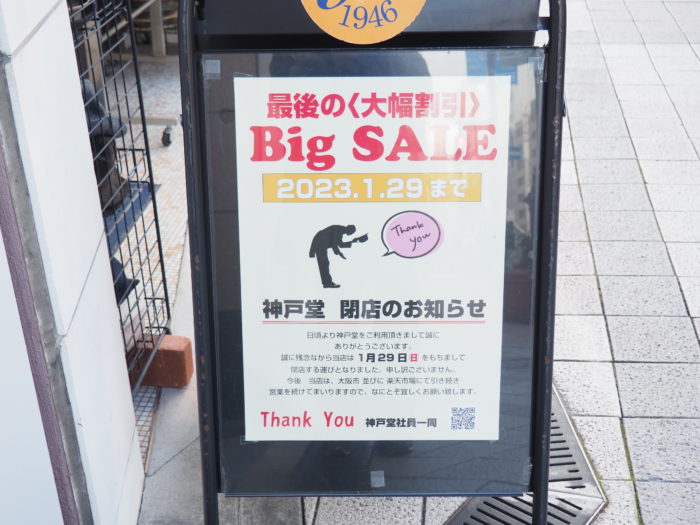 1946
最後の〈大幅割引〉
Big SALE
2023.1.29まで
Thank
you
神戸堂 閉店のお知らせ
日頃より神戸堂をご利用頂きまして誠に
ありがとうございます。
誠に残念ながら当店は 1月29日(日)をもちまして
閉店する運びとなりました。申し訳ございません。
今後 当店は、大阪市 並びに 楽天市場にて引き続き
営業を続けてまいりますので、なにとぞ宜しくお願い致します。
Thank You 神戸堂社員一同